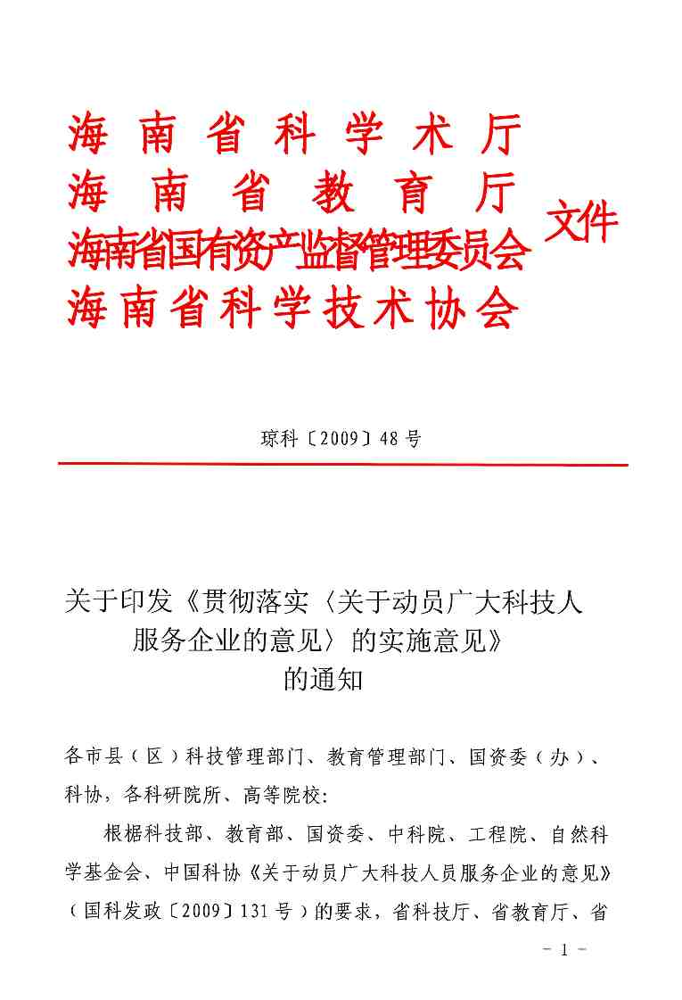 海南省科学术厅
海南省教育厅
海南省国有资产监督管理委员会
文件
海南省科学技术协会
琼科〔2009〕48号
关于印发《贯彻落实〈关于动员广大科技人
服务企业的意见〉的实施意见》
的通知
各市县（区）科技管理部门、教育管理部门、国资委（办）、
科协，各科研院所、高等院校：
根椐科技部、教育部、国资委、中科院、工程院、自然科
学基金会、中国科协《关于动员广大科技人员服务企业的意见》
（国科发政〔2009〕131号）的要求，省科技厅、省教育厅、省
- 1 -